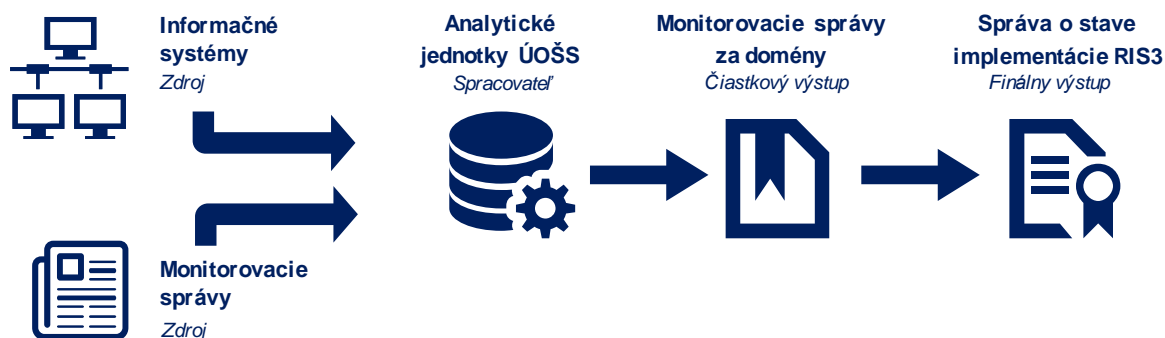 Informačné
systémy
Zdroj
Analytické
jednotky ÚOŠS
Spracovateľ
Monitorovacie správy
za domény
Čiastkový výstup
Správa o stave
implementácie RIS3
Finálny výstup
Monitorovacie
správy
Zdroj